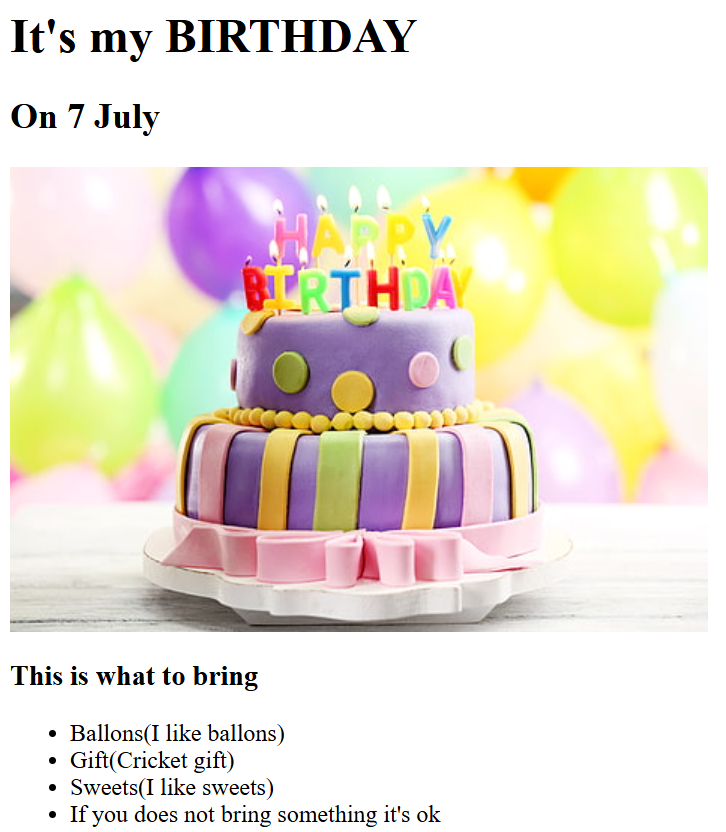 It's my BIRTHDAY
On 7 July
HAPPY
BIRTHDAY
This is what to bring
Ballons(I like ballons)
Gift(Cricket gift)
Sweets(I like sweets)
If you does not bring something it's ok